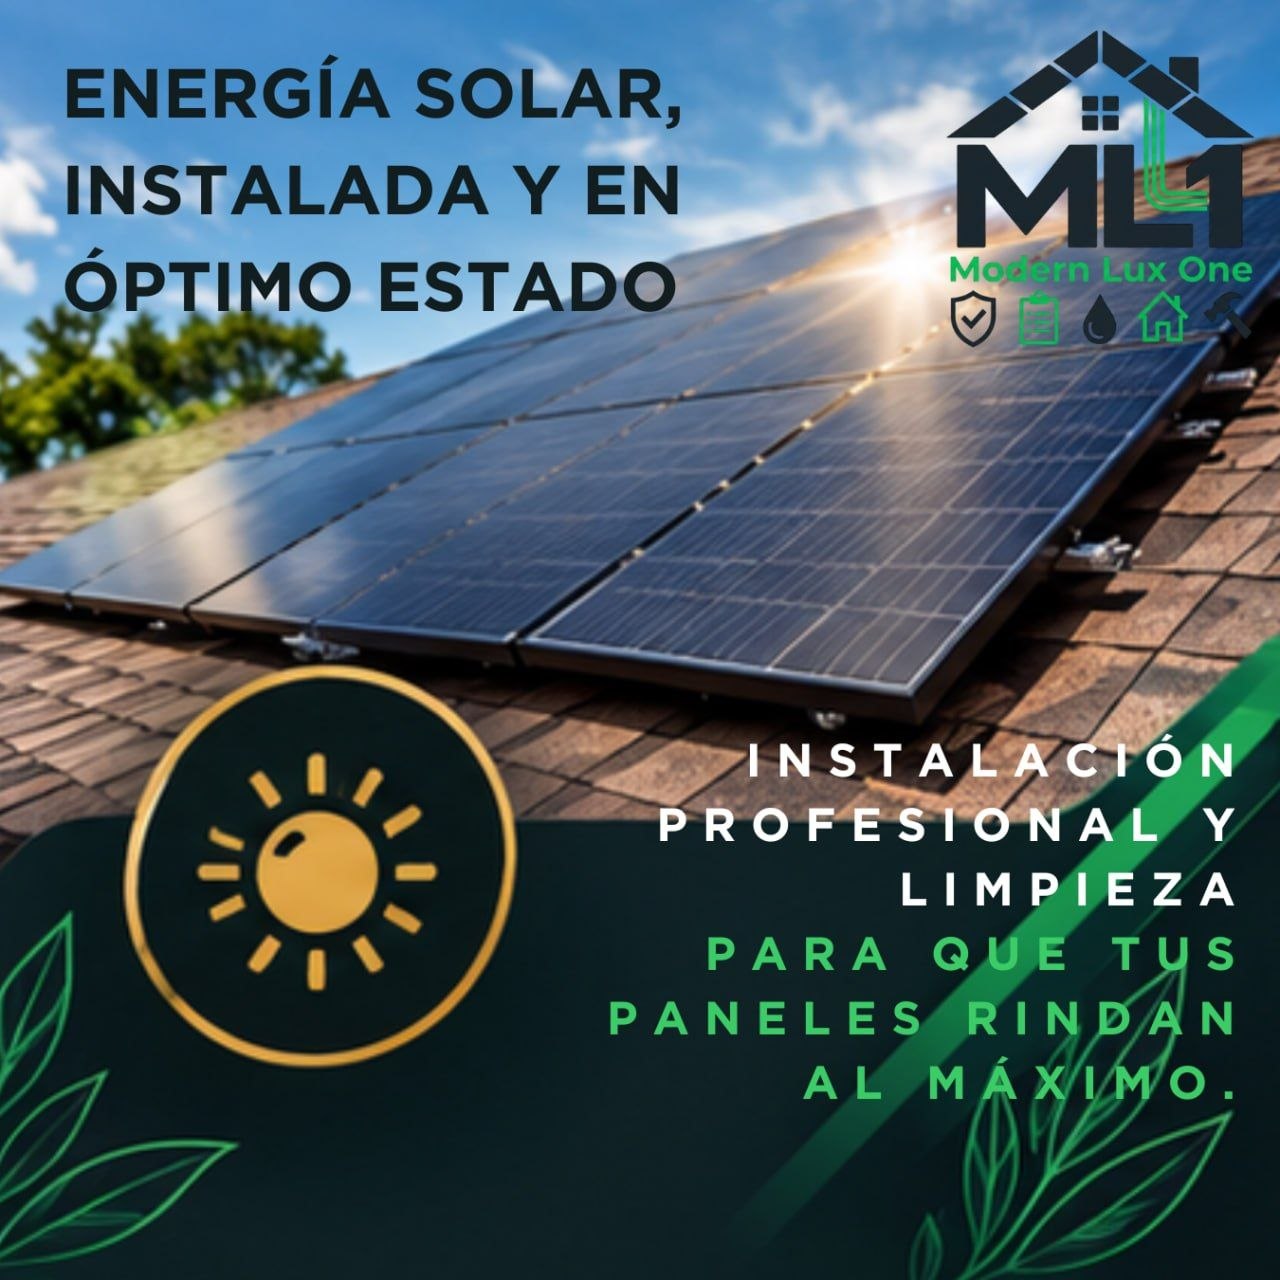 ENERGÍA SOLAR,
INSTALADA Y EN
ÓPTIMO ESTADO
ML1
Modern Lux One
INSTALACIÓN
PROFESIONAL Y
LIMPIEZA
PARA QUE TUS
PANELES RINDAN
AL MÁXIMO.